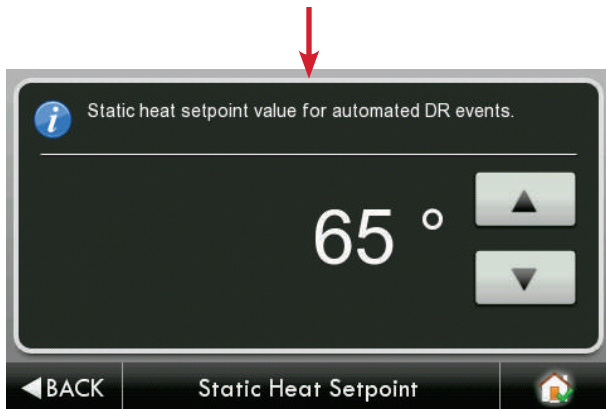 Static heat setpoint value for automated DR events.
65 °
BACK
Static Heat Setpoint